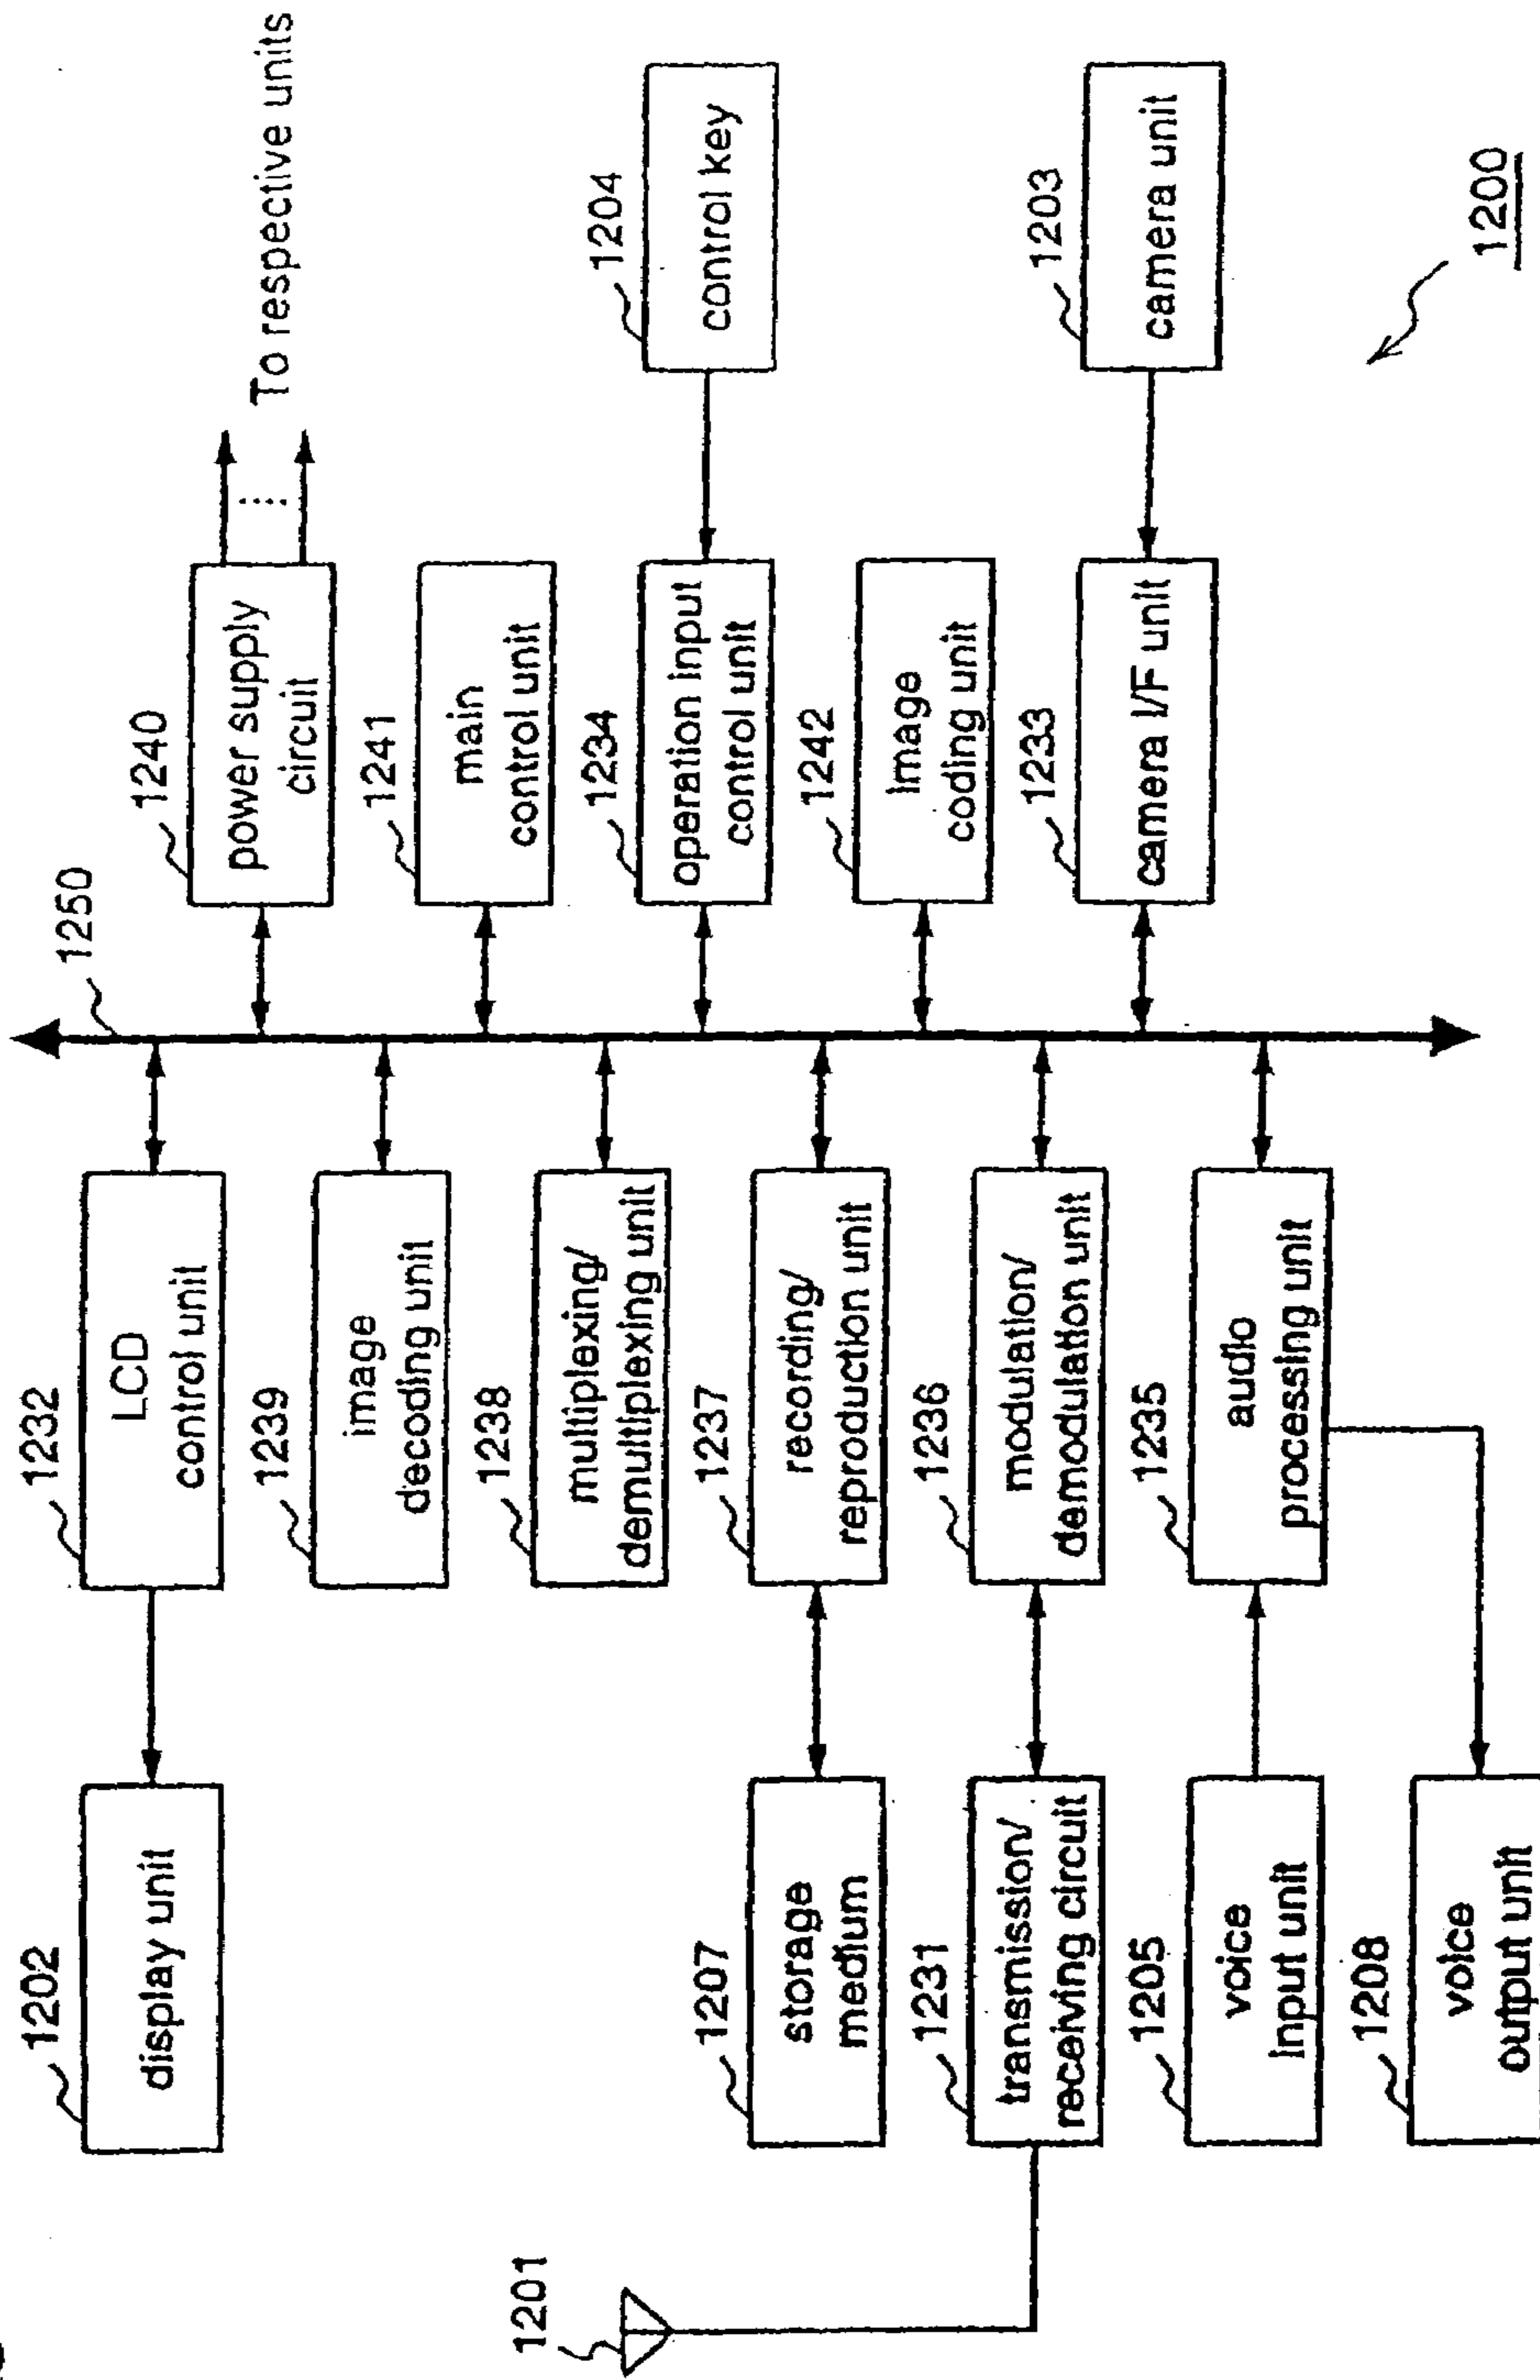 1201
1202
display unit
1207
storage
medium
1231
transmission/
receiving circuit
1205
voice
input unit
1208
voice
output unit
1232
LCD
control unit
1239
image
decoding unit
1238
multiplexing/
demultiplexing unit
1237
recording/
reproduction unit
1236
modulation/
demodulation unit
1235
audio
processing unit
1250
1240
power supply
circuit
1241
main
control unit
1234
operation input
control unit
1242
image
coding unit
1233
camera I/F unit
To respective units
1204
control key
1203
camera unit
1200